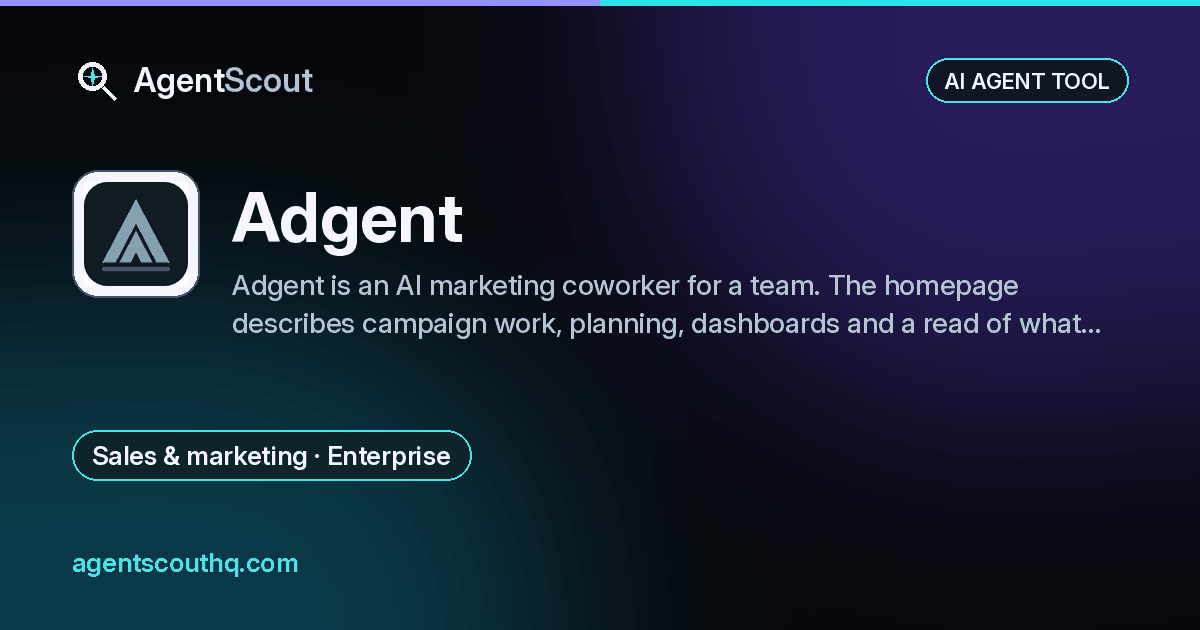 AgentScout
AI AGENT TOOL
Adgent
Adgent is an AI marketing coworker for a team. The homepage
describes campaign work, planning, dashboards and a read of what...
Sales & marketing · Enterprise
agentscouthq.com